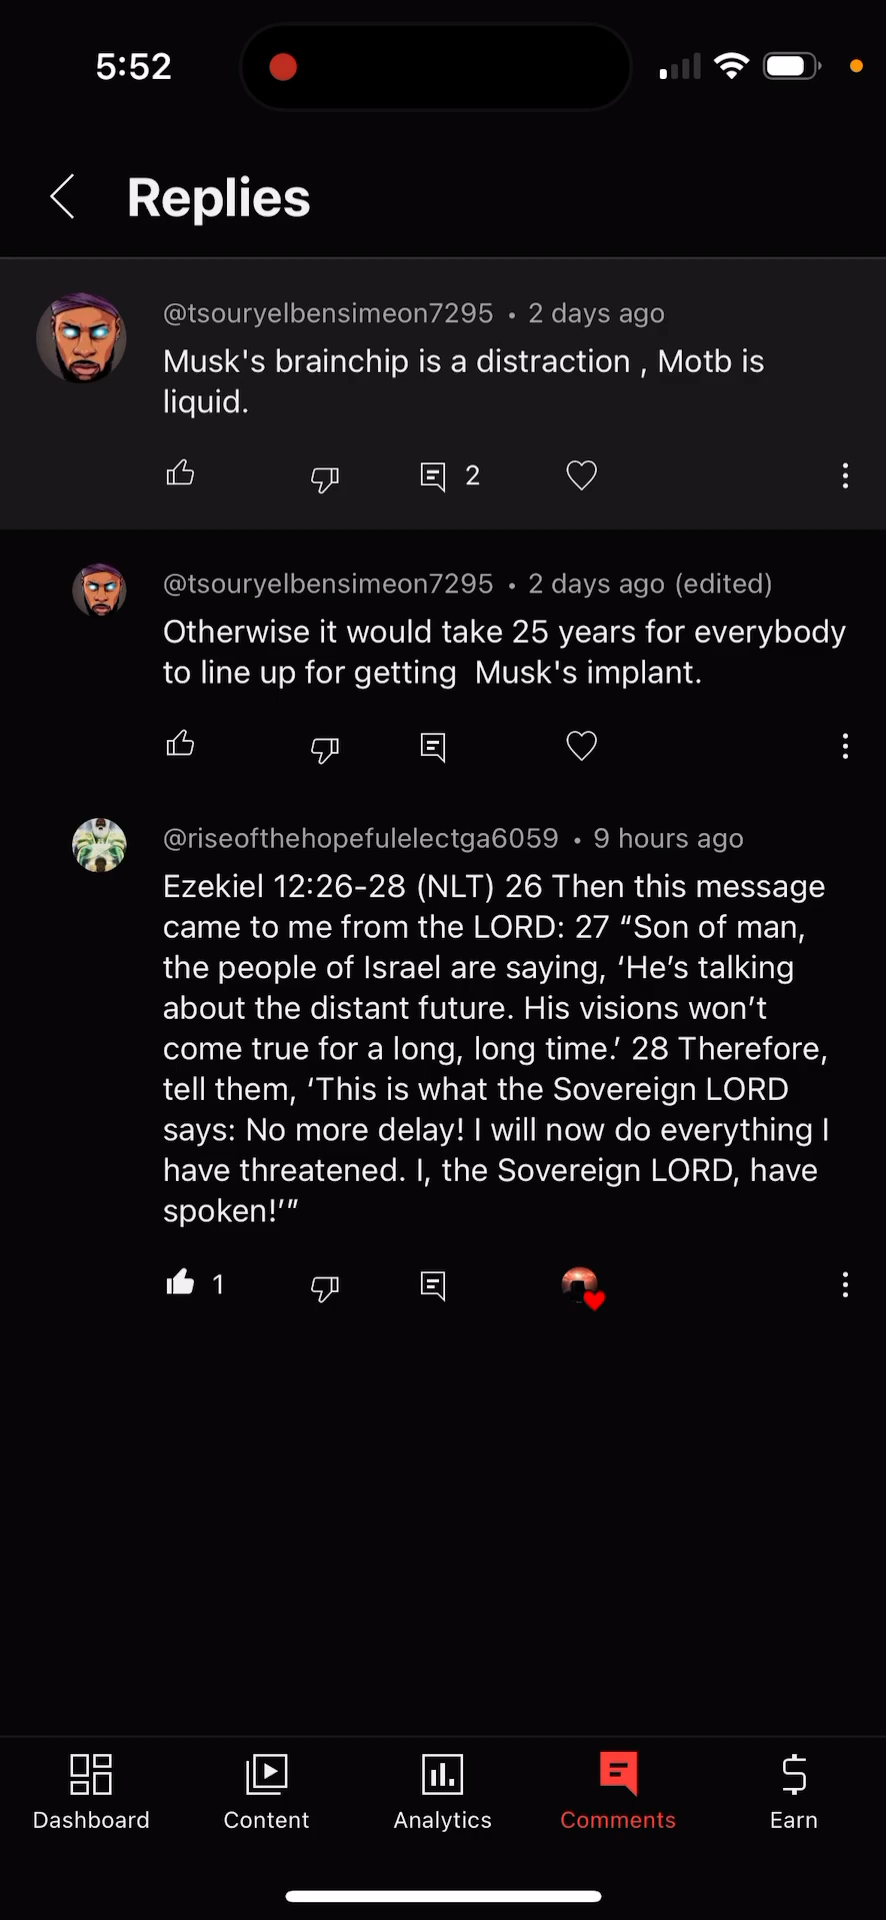 5:52
Replies
@tsouryelbensimeon7295 • 2 days ago
Musk's brainchip is a distraction , Motb is
liquid.
2
@tsouryelbensimeon7295 • 2 days ago (edited)
Otherwise it would take 25 years for everybody
to line up for getting  Musk's implant.
@riseofthehopefulelectga6059 • 9 hours ago
Ezekiel 12:26-28 (NLT) 26 Then this message
came to me from the LORD: 27 “Son of man,
the people of Israel are saying, ‘He’s talking
about the distant future. His visions won’t
come true for a long, long time.’ 28 Therefore,
tell them, ‘This is what the Sovereign LORD
says: No more delay! I will now do everything I
have threatened. I, the Sovereign LORD, have
spoken!’”
1
Dashboard Content Analytics Comments Earn